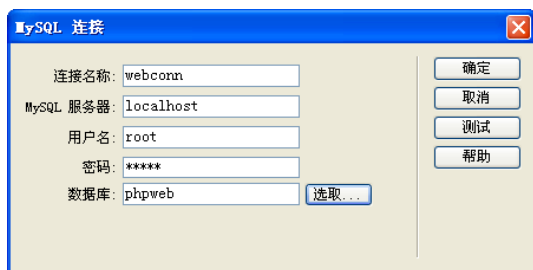 MySQL 连接
连接名称: webconn
MySQL 服务器: localhost
用户名: root
密码: *****
数据库: phpweb 选取...
确定
取消
测试
帮助